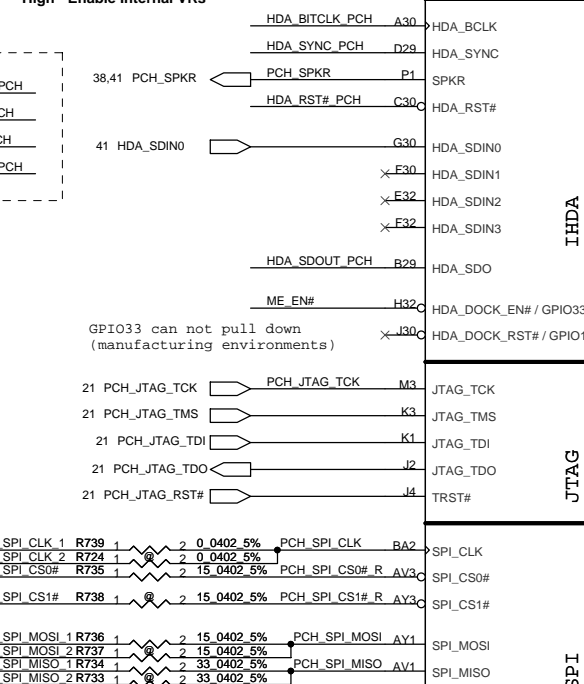 High - Enable Internal VRs
HDA_BITCLK_PCH A30 HDA_BCLK
HDA_SYNC_PCH D29 HDA_SYNC
38,41 PCH_SPKR PCH_SPKR P1 SPKR
PCH
HDA_RST#_PCH C30 HDA_RST#
CH
CH
41 HDA_SDIN0 G30 HDA_SDIN0
PCH
F30 HDA_SDIN1
E32 HDA_SDIN2
F32 HDA_SDIN3
IHDA
HDA_SDOUT_PCH B29 HDA_SDO
ME_EN# H32 HDA_DOCK_EN# / GPIO33
GPIO33 can not pull down
(manufacturing environments)
J30 HDA_DOCK_RST# / GPIO1
21 PCH_JTAG_TCK PCH_JTAG_TCK M3 JTAG_TCK
21 PCH_JTAG_TMS K3 JTAG_TMS
21 PCH_JTAG_TDI K1 JTAG_TDI
21 PCH_JTAG_TDO J2 JTAG_TDO
21 PCH_JTAG_RST# J4 TRST#
JTAG
SPI_CLK_1 R739 1 2 0_0402_5% PCH_SPI_CLK BA2 SPI_CLK
SPI_CLK_2 R724 1 @ 2 0_0402_5%
SPI_CS0# R735 1 2 15_0402_5% PCH_SPI_CS0#_R AV3 SPI_CS0#
SPI_CS1# R738 1 @ 2 15_0402_5% PCH_SPI_CS1#_R AY3 SPI_CS1#
SPI_MOSI_1 R736 1 2 15_0402_5% PCH_SPI_MOSI AY1 SPI_MOSI
SPI_MOSI_2 R737 1 @ 2 15_0402_5%
SPI_MISO_1 R734 1 2 33_0402_5% PCH_SPI_MISO AV1 SPI_MISO
SPI_MISO_2 R733 1 @ 2 33_0402_5%
SPI